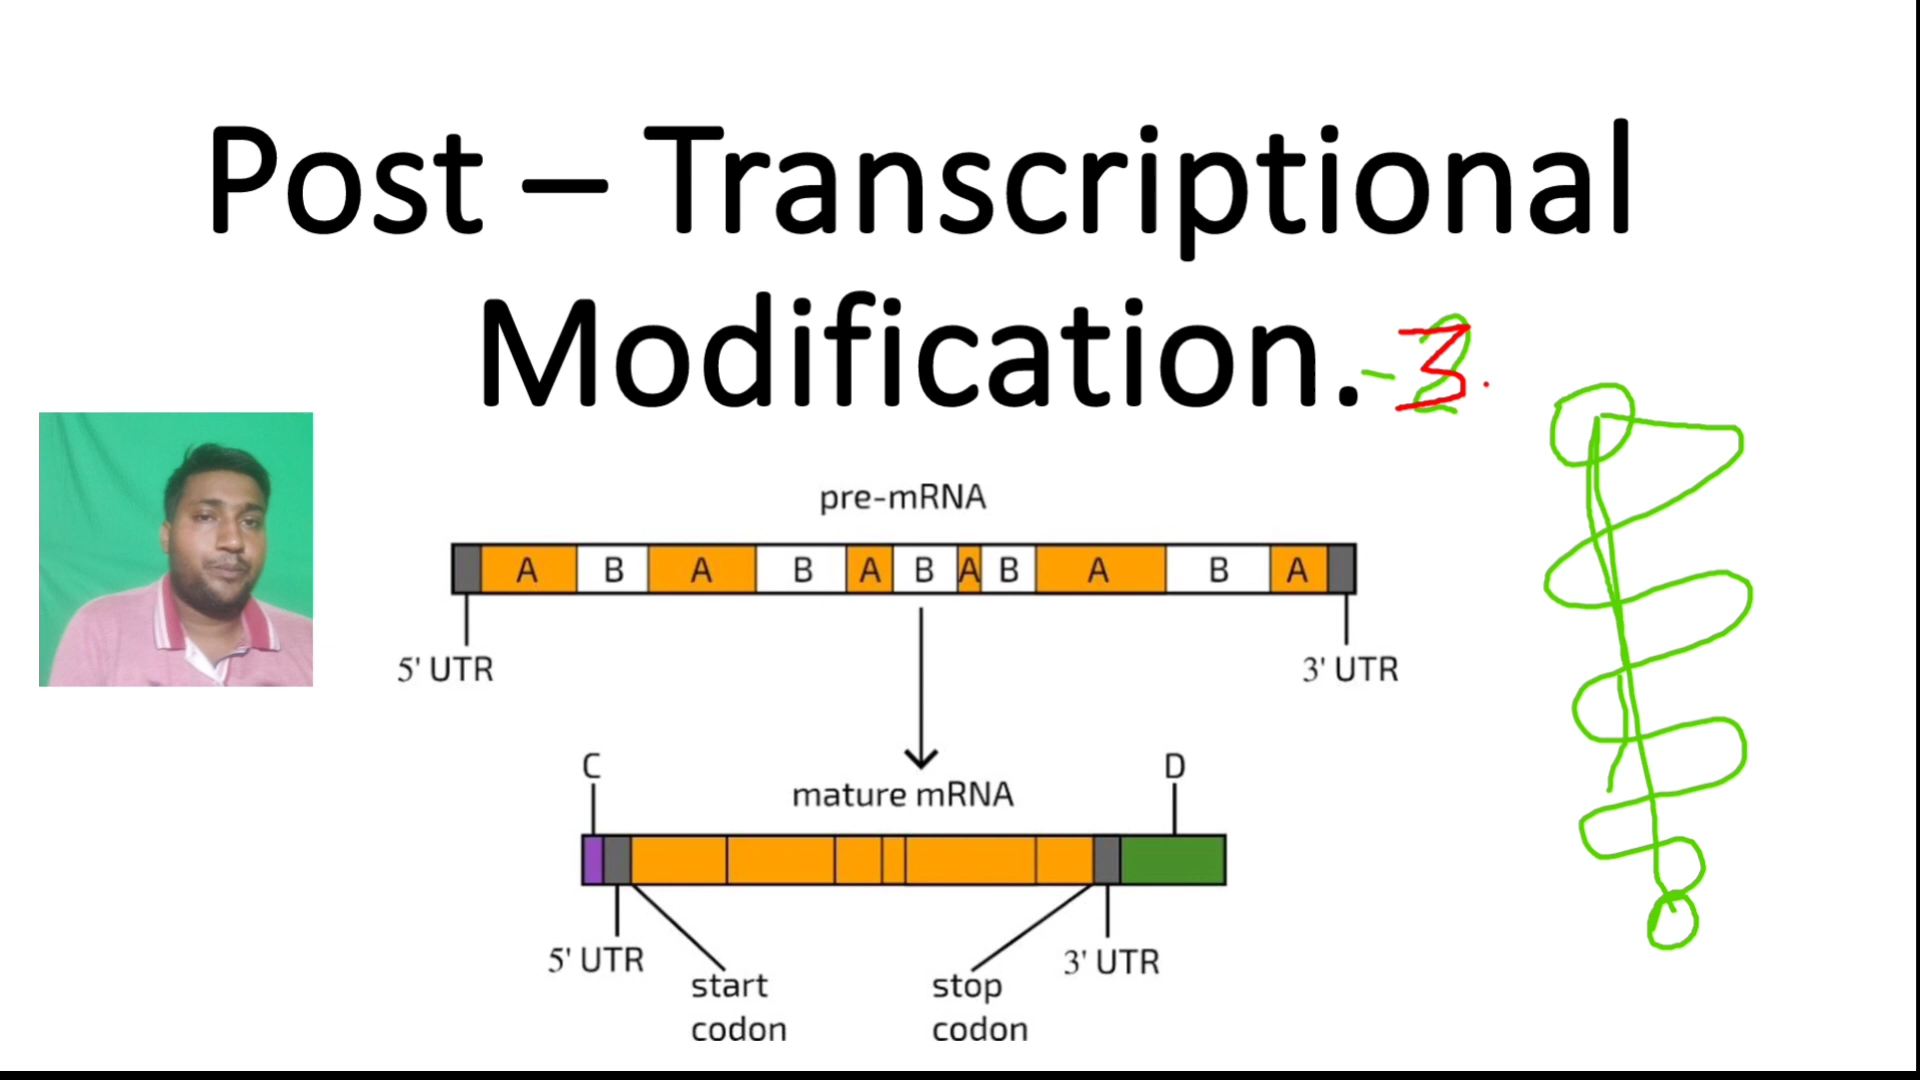 Post – Transcriptional
Modification. - 3.
pre-mRNA
A B A B A B A B A B A
5' UTR 3' UTR
C D
mature mRNA
5' UTR 3' UTR
start stop
codon codon